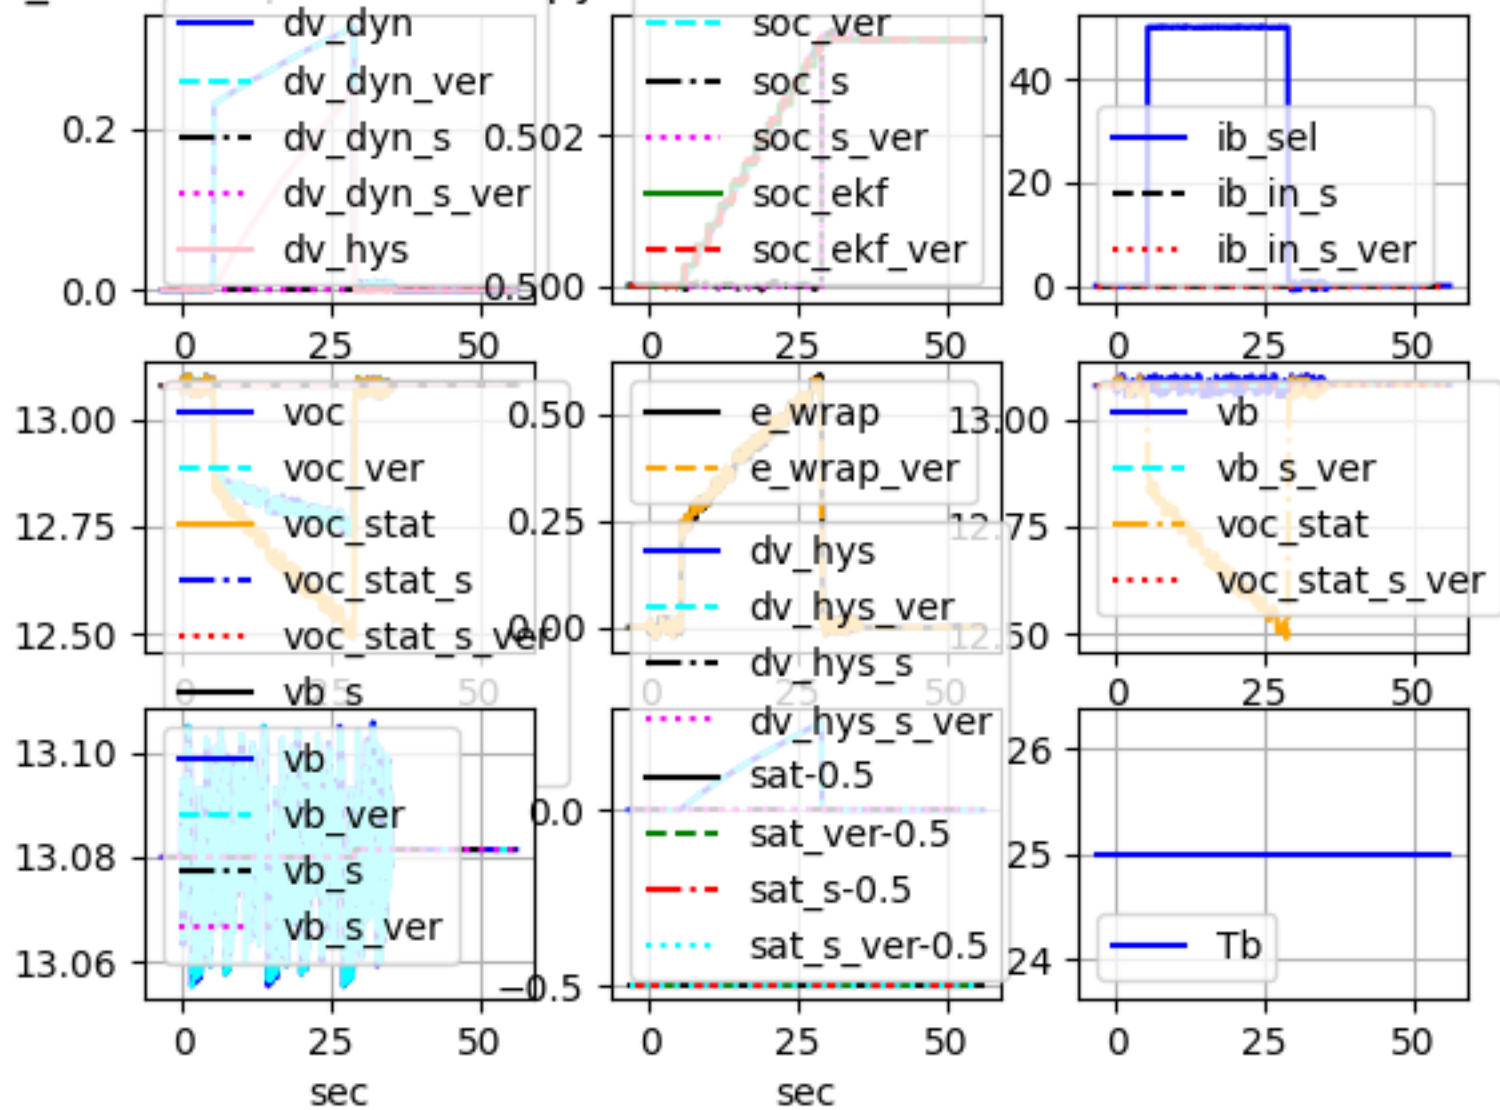 dv_dyn
dv_dyn_ver
dv_dyn_s
dv_dyn_s_ver
dv_hys
0.2
0.0
0 25 50
soc_ver
soc_s
soc_s_ver
soc_ekf
soc_ekf_ver
0.502
0.500
0 25 50
ib_sel
ib_in_s
ib_in_s_ver
40
20
0
0 25 50
voc
voc_ver
voc_stat
voc_stat_s
voc_stat_s_ver
vb_s
13.00
12.75
12.50
25 50
e_wrap
e_wrap_ver
0.50
0.25
0.00
0 25 50
vb
vb_s_ver
voc_stat
voc_stat_s_ver
13.00
12.75
12.50
0 25 50
vb
vb_ver
vb_s
vb_s_ver
13.10
13.08
13.06
0 25 50
sec
dv_hys
dv_hys_ver
dv_hys_s
dv_hys_s_ver
sat-0.5
sat_ver-0.5
sat_s-0.5
sat_s_ver-0.5
0.0
−0.5
0 25 50
sec
Tb
26
25
24
0 25 50